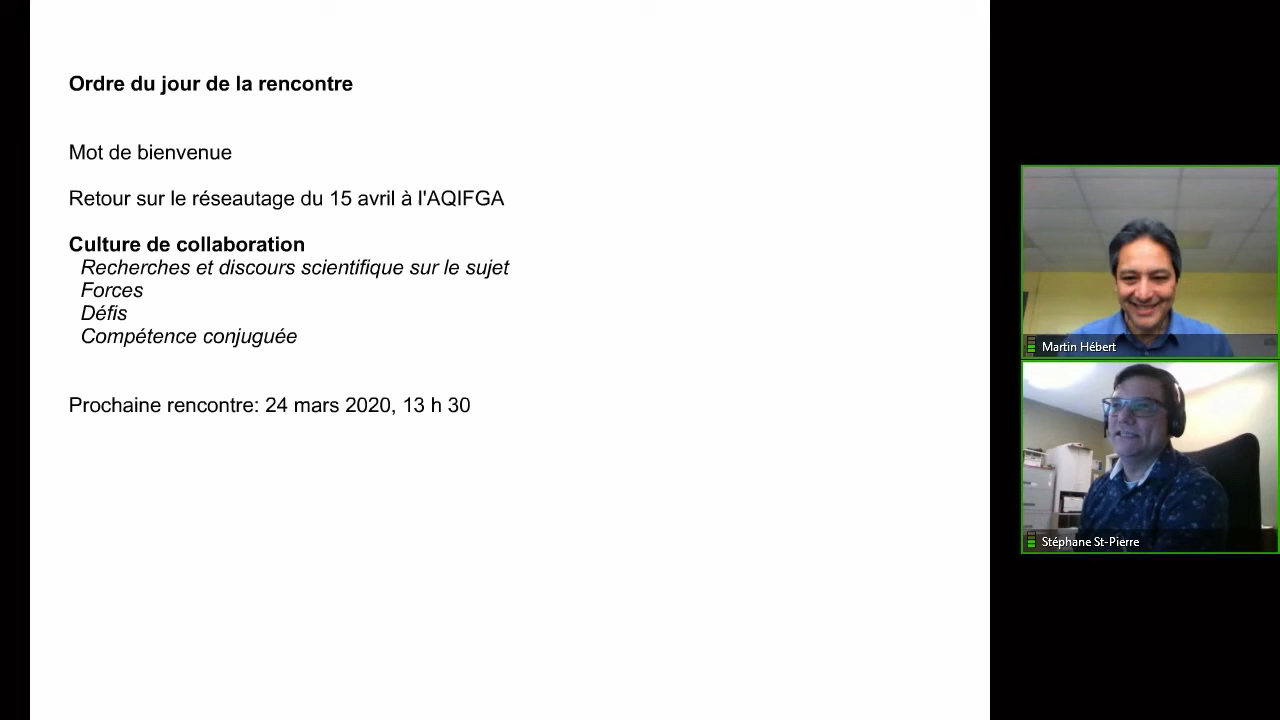 Ordre du jour de la rencontre
Mot de bienvenue
Retour sur le réseautage du 15 avril à l'AQIFGA
Culture de collaboration
Recherches et discours scientifique sur le sujet
Forces
Défis
Compétence conjuguée
Prochaine rencontre: 24 mars 2020, 13 h 30
Martin Hébert
Stéphane St-Pierre